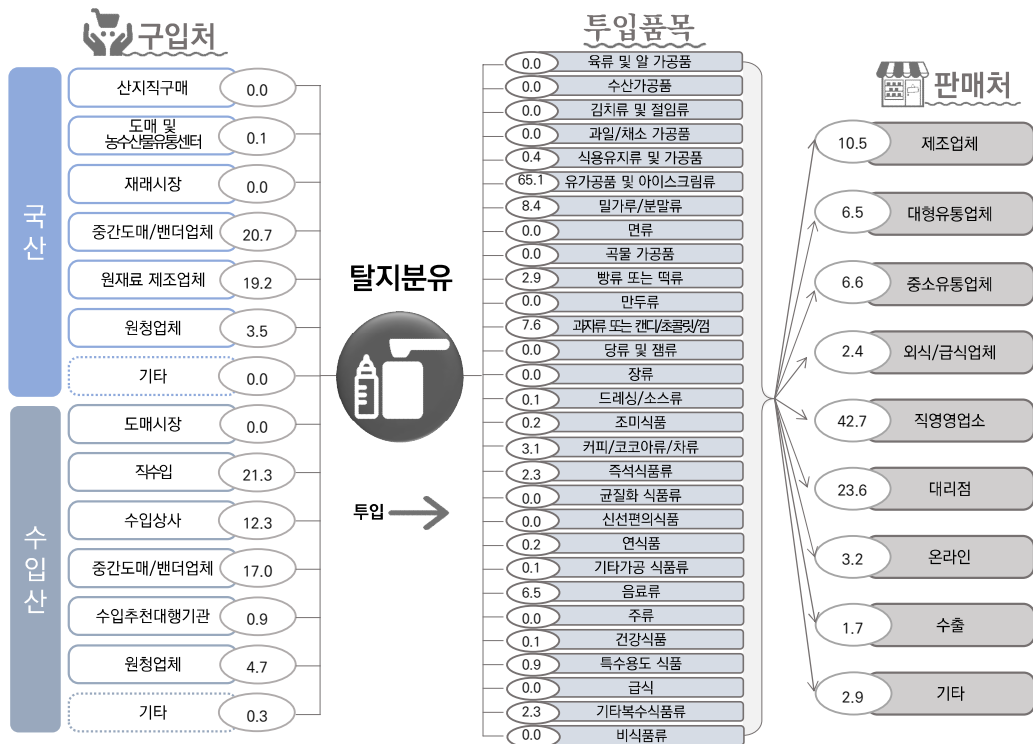 구입처
국산
산지직구매 0.0
도매 및
농수산물유통센터 0.1
재래시장 0.0
중간도매/밴더업체 20.7
원재료 제조업체 19.2
원청업체 3.5
기타 0.0
수입산
도매시장 0.0
직수입 21.3
수입상사 12.3
중간도매/밴더업체 17.0
수입추천대행기관 0.9
원청업체 4.7
기타 0.3
탈지분유
투입
투입품목
0.0 육류 및 알 가공품
0.0 수산가공품
0.0 김치류 및 절임류
0.0 과일/채소 가공품
0.4 식용유지류 및 가공품
65.1 유가공품 및 아이스크림류
8.4 밀가루/분말류
0.0 면류
0.0 곡물 가공품
2.9 빵류 또는 떡류
0.0 만두류
7.6 과자류 또는 캔디/초콜릿/껌
0.0 당류 및 잼류
0.0 장류
0.1 드레싱/소스류
0.2 조미식품
3.1 커피/코코아류/차류
2.3 즉석식품류
0.0 균질화 식품류
0.0 신선편의식품
0.2 연식품
0.1 기타가공 식품류
6.5 음료류
0.0 주류
0.1 건강식품
0.9 특수용도 식품
0.0 급식
2.3 기타복수식품류
0.0 비식품류
판매처
10.5 제조업체
6.5 대형유통업체
6.6 중소유통업체
2.4 외식/급식업체
42.7 직영영업소
23.6 대리점
3.2 온라인
1.7 수출
2.9 기타